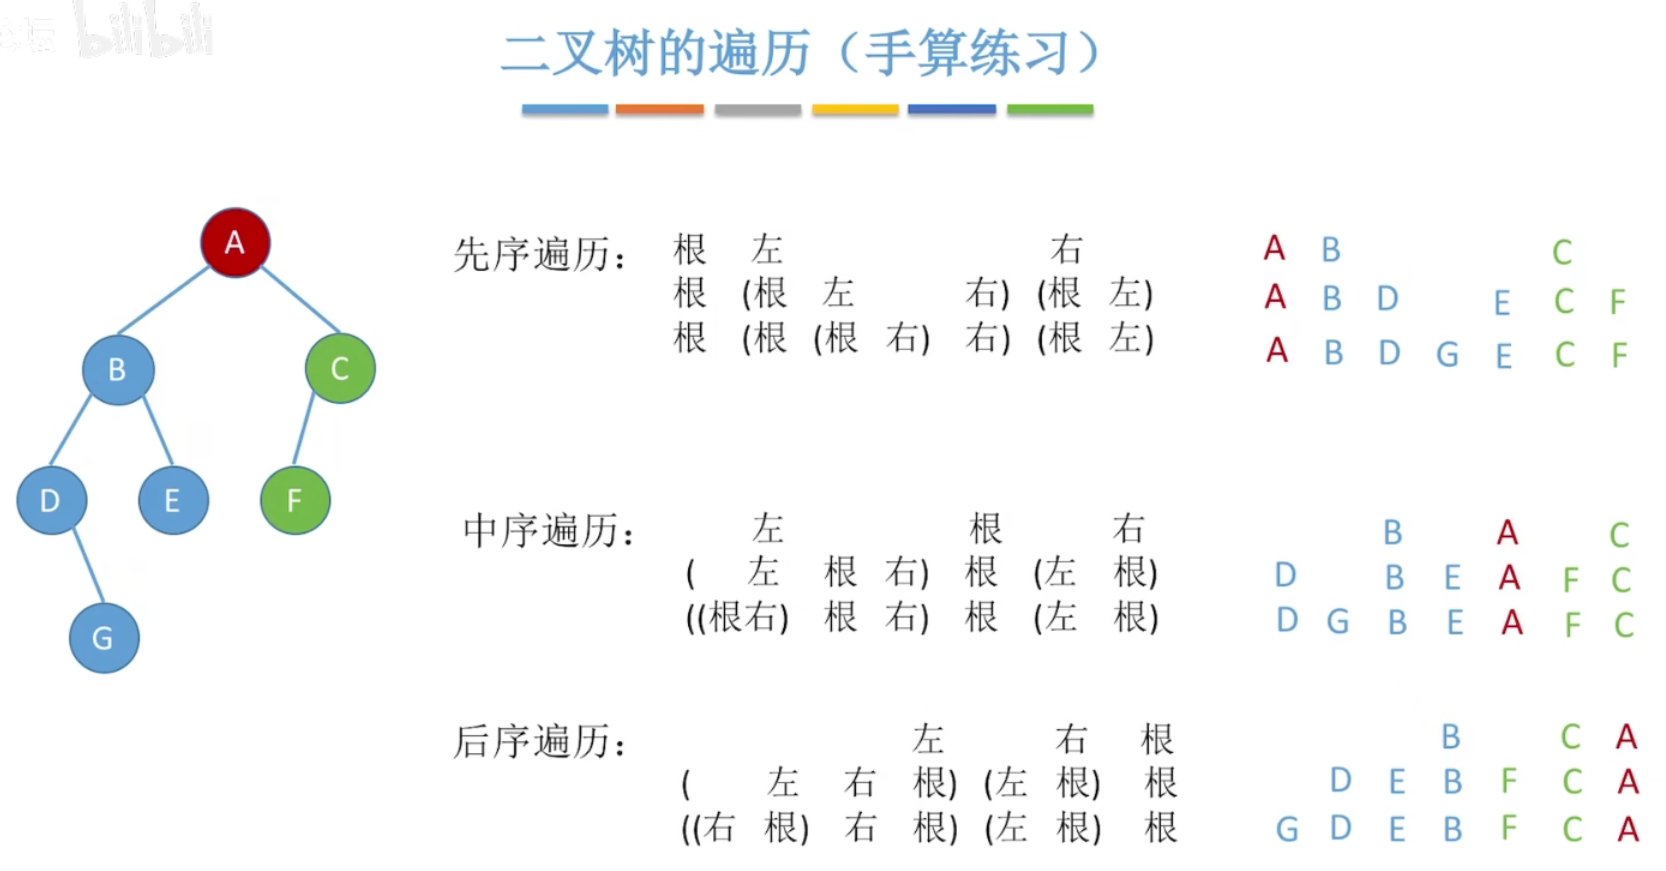 bilibili
二叉树的遍历（手算练习）
A
B
C
D
E
F
G
先序遍历： 根 左 右 A B C
根 (根 左 右) (根 左) A B D E C F
根 (根 (根 右) 右) (根 左) A B D G E C F
中序遍历： 左 根 右 B A C
( 左 根 右) 根 (左 根) D B E A F C
((根右) 根 右) 根 (左 根) D G B E A F C
后序遍历： 左 右 根 B C A
( 左 右 根) (左 根) 根 D E B F C A
((右 根) 右 根) (左 根) 根 G D E B F C A